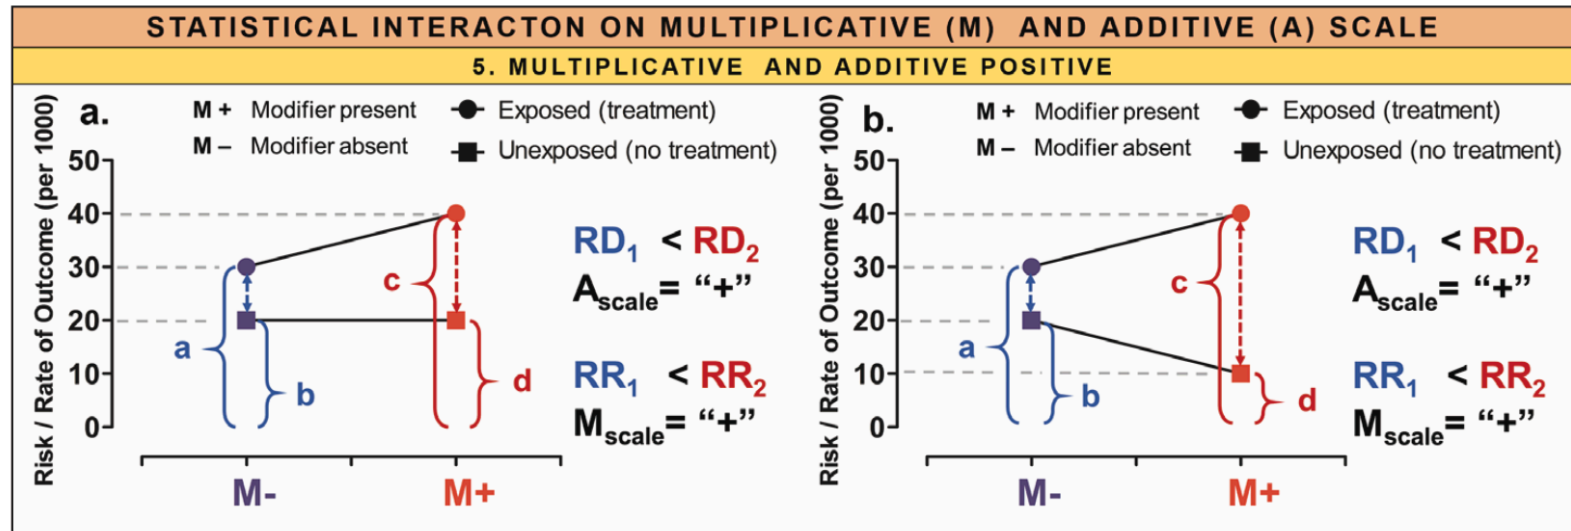 STATISTICAL INTERACTON ON MULTIPLICATIVE (M) AND ADDITIVE (A) SCALE
5. MULTIPLICATIVE AND ADDITIVE POSITIVE
a.
M + Modifier present
Exposed (treatment)
M – Modifier absent
Unexposed (no treatment)
Risk / Rate of Outcome (per 1000)
50
40
30
20
10
0
a
b
c
d
M-
M+
RD1 < RD2
Ascale= “+”
RR1 < RR2
Mscale= “+”
b.
M + Modifier present
Exposed (treatment)
M – Modifier absent
Unexposed (no treatment)
Risk / Rate of Outcome (per 1000)
50
40
30
20
10
0
a
b
c
d
M-
M+
RD1 < RD2
Ascale= “+”
RR1 < RR2
Mscale= “+”